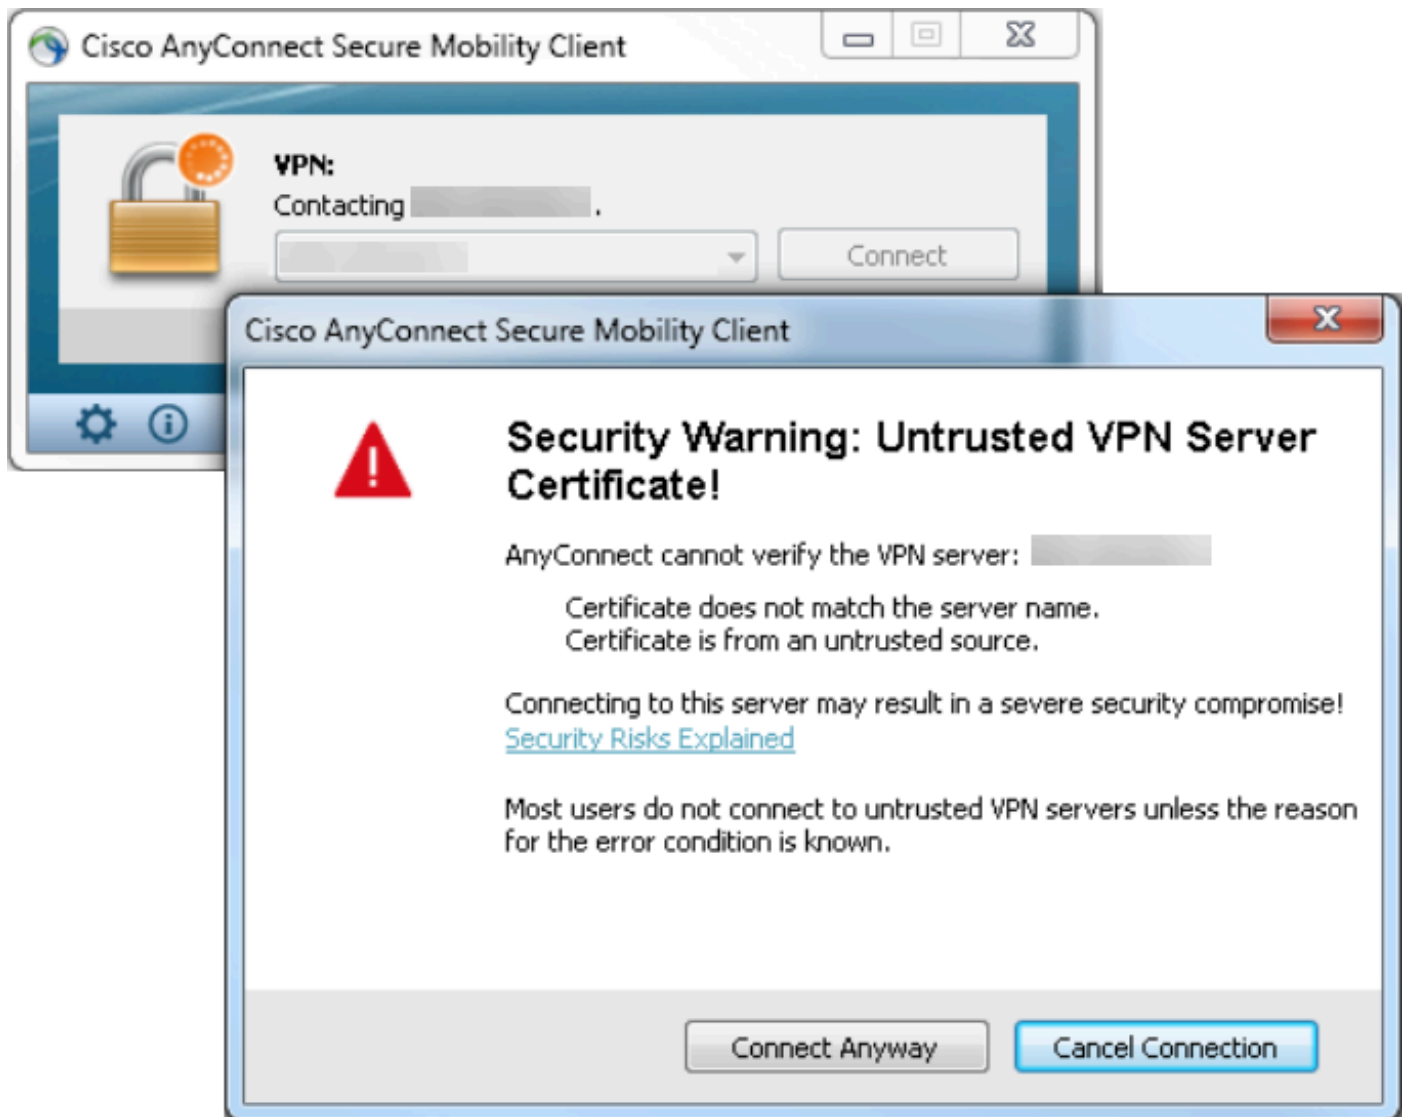 Cisco AnyConnect Secure Mobility Client
VPN:
Contacting .
Connect
Cisco AnyConnect Secure Mobility Client
Security Warning: Untrusted VPN Server
Certificate!
AnyConnect cannot verify the VPN server:
Certificate does not match the server name.
Certificate is from an untrusted source.
Connecting to this server may result in a severe security compromise!
Security Risks Explained
Most users do not connect to untrusted VPN servers unless the reason
for the error condition is known.
Connect Anyway
Cancel Connection